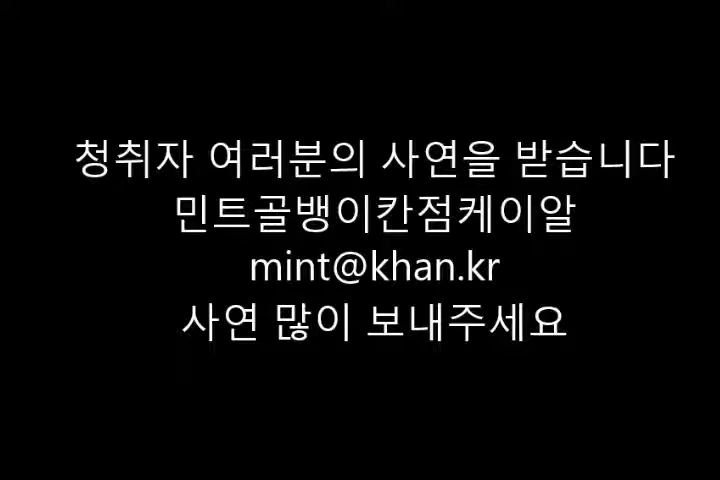 청취자 여러분의 사연을 받습니다
민트골뱅이칸점케이알
mint@khan.kr
사연 많이 보내주세요